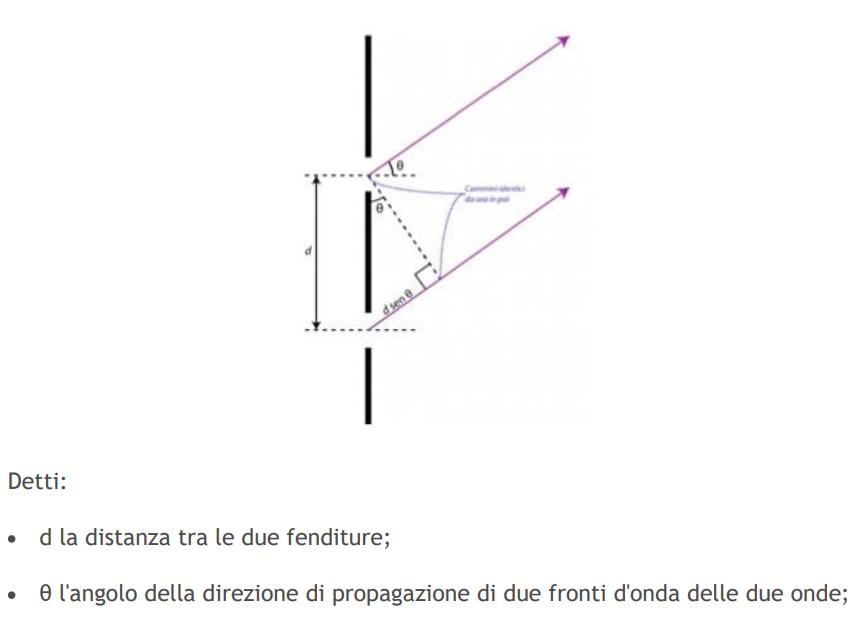 θ
Cammini identici
da ora in poi
θ
d
d sen θ
Detti:
• d la distanza tra le due fenditure;
• θ l'angolo della direzione di propagazione di due fronti d'onda delle due onde;